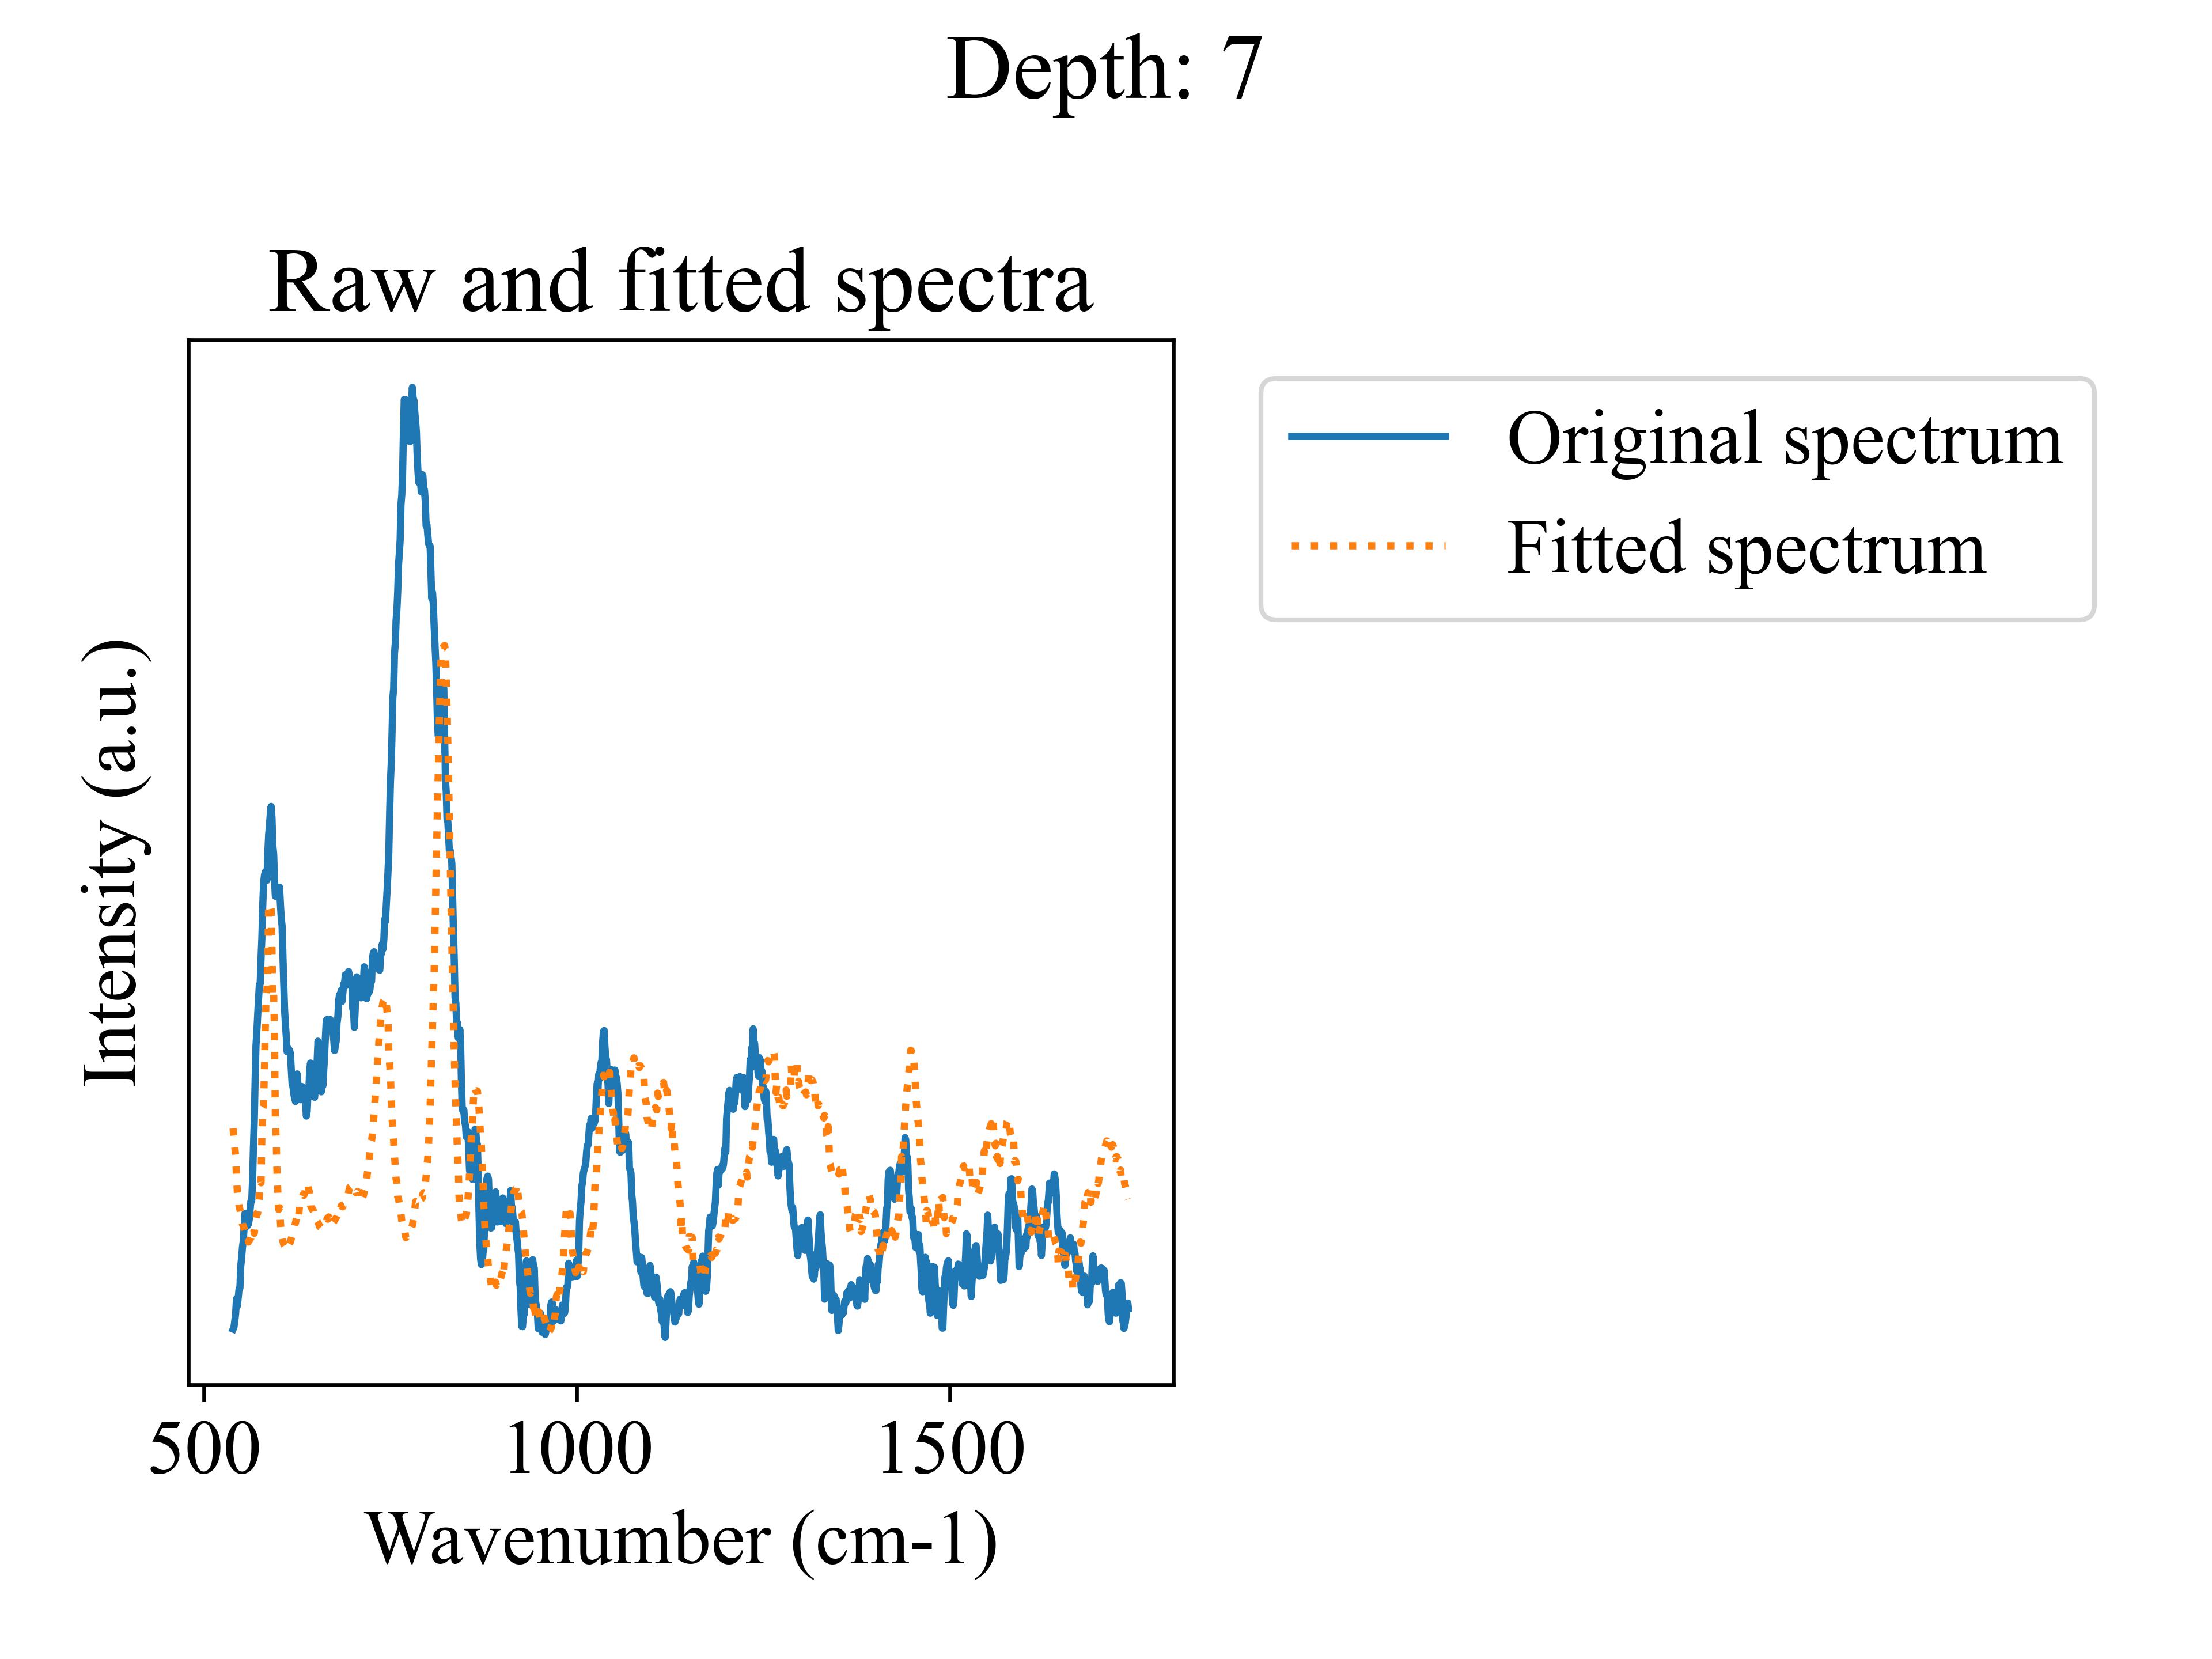 Depth: 7
Raw and fitted spectra
Original spectrum
Fitted spectrum
Intensity (a.u.)
500 1000 1500
Wavenumber (cm-1)